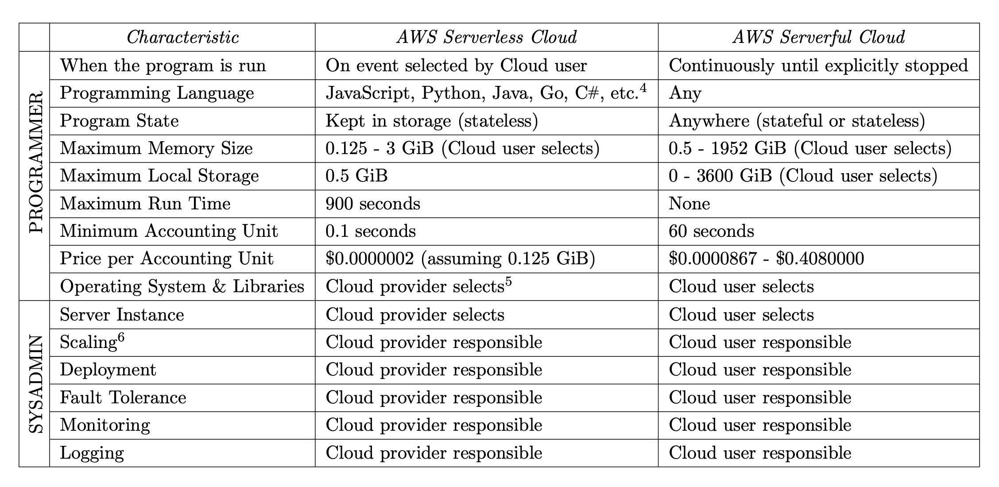 Characteristic AWS Serverless Cloud AWS Serverful Cloud
PROGRAMMER
When the program is run On event selected by Cloud user Continuously until explicitly stopped
Programming Language JavaScript, Python, Java, Go, C#, etc.4 Any
Program State Kept in storage (stateless) Anywhere (stateful or stateless)
Maximum Memory Size 0.125 - 3 GiB (Cloud user selects) 0.5 - 1952 GiB (Cloud user selects)
Maximum Local Storage 0.5 GiB 0 - 3600 GiB (Cloud user selects)
Maximum Run Time 900 seconds None
Minimum Accounting Unit 0.1 seconds 60 seconds
Price per Accounting Unit $0.0000002 (assuming 0.125 GiB) $0.0000867 - $0.4080000
Operating System & Libraries Cloud provider selects5 Cloud user selects
SYSADMIN
Server Instance Cloud provider selects Cloud user selects
Scaling6 Cloud provider responsible Cloud user responsible
Deployment Cloud provider responsible Cloud user responsible
Fault Tolerance Cloud provider responsible Cloud user responsible
Monitoring Cloud provider responsible Cloud user responsible
Logging Cloud provider responsible Cloud user responsible